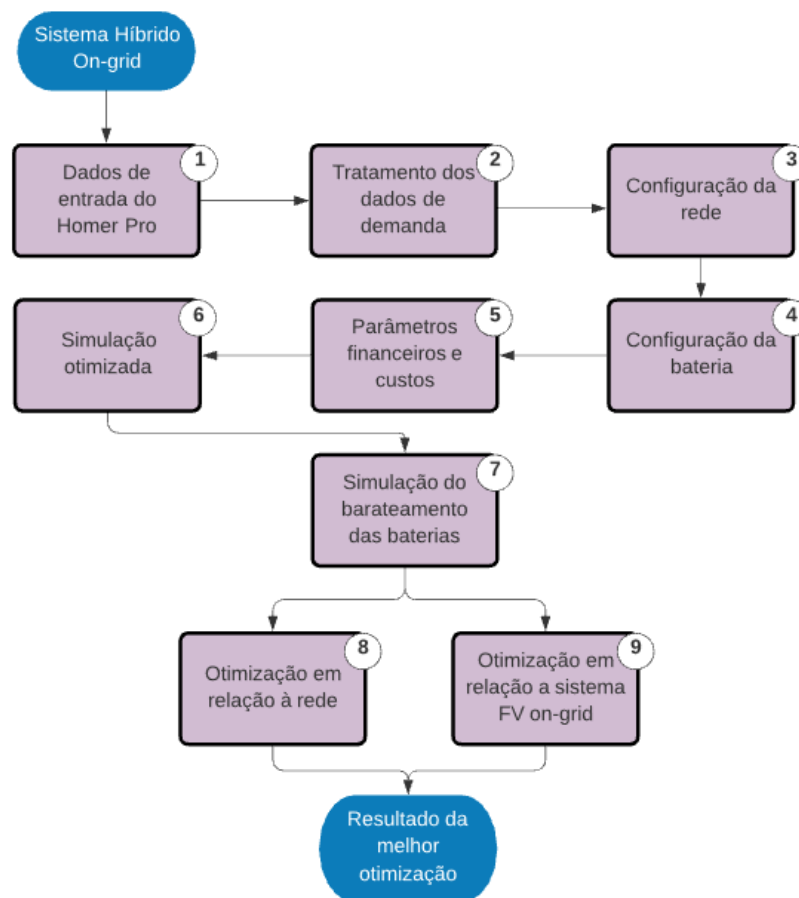 Sistema Híbrido
On-grid
1
Dados de
entrada do
Homer Pro
2
Tratamento dos
dados de
demanda
3
Configuração da
rede
4
Configuração da
bateria
5
Parâmetros
financeiros e
custos
6
Simulação
otimizada
7
Simulação do
barateamento
das baterias
8
Otimização em
relação à rede
9
Otimização em
relação a sistema
FV on-grid
Resultado da
melhor
otimização